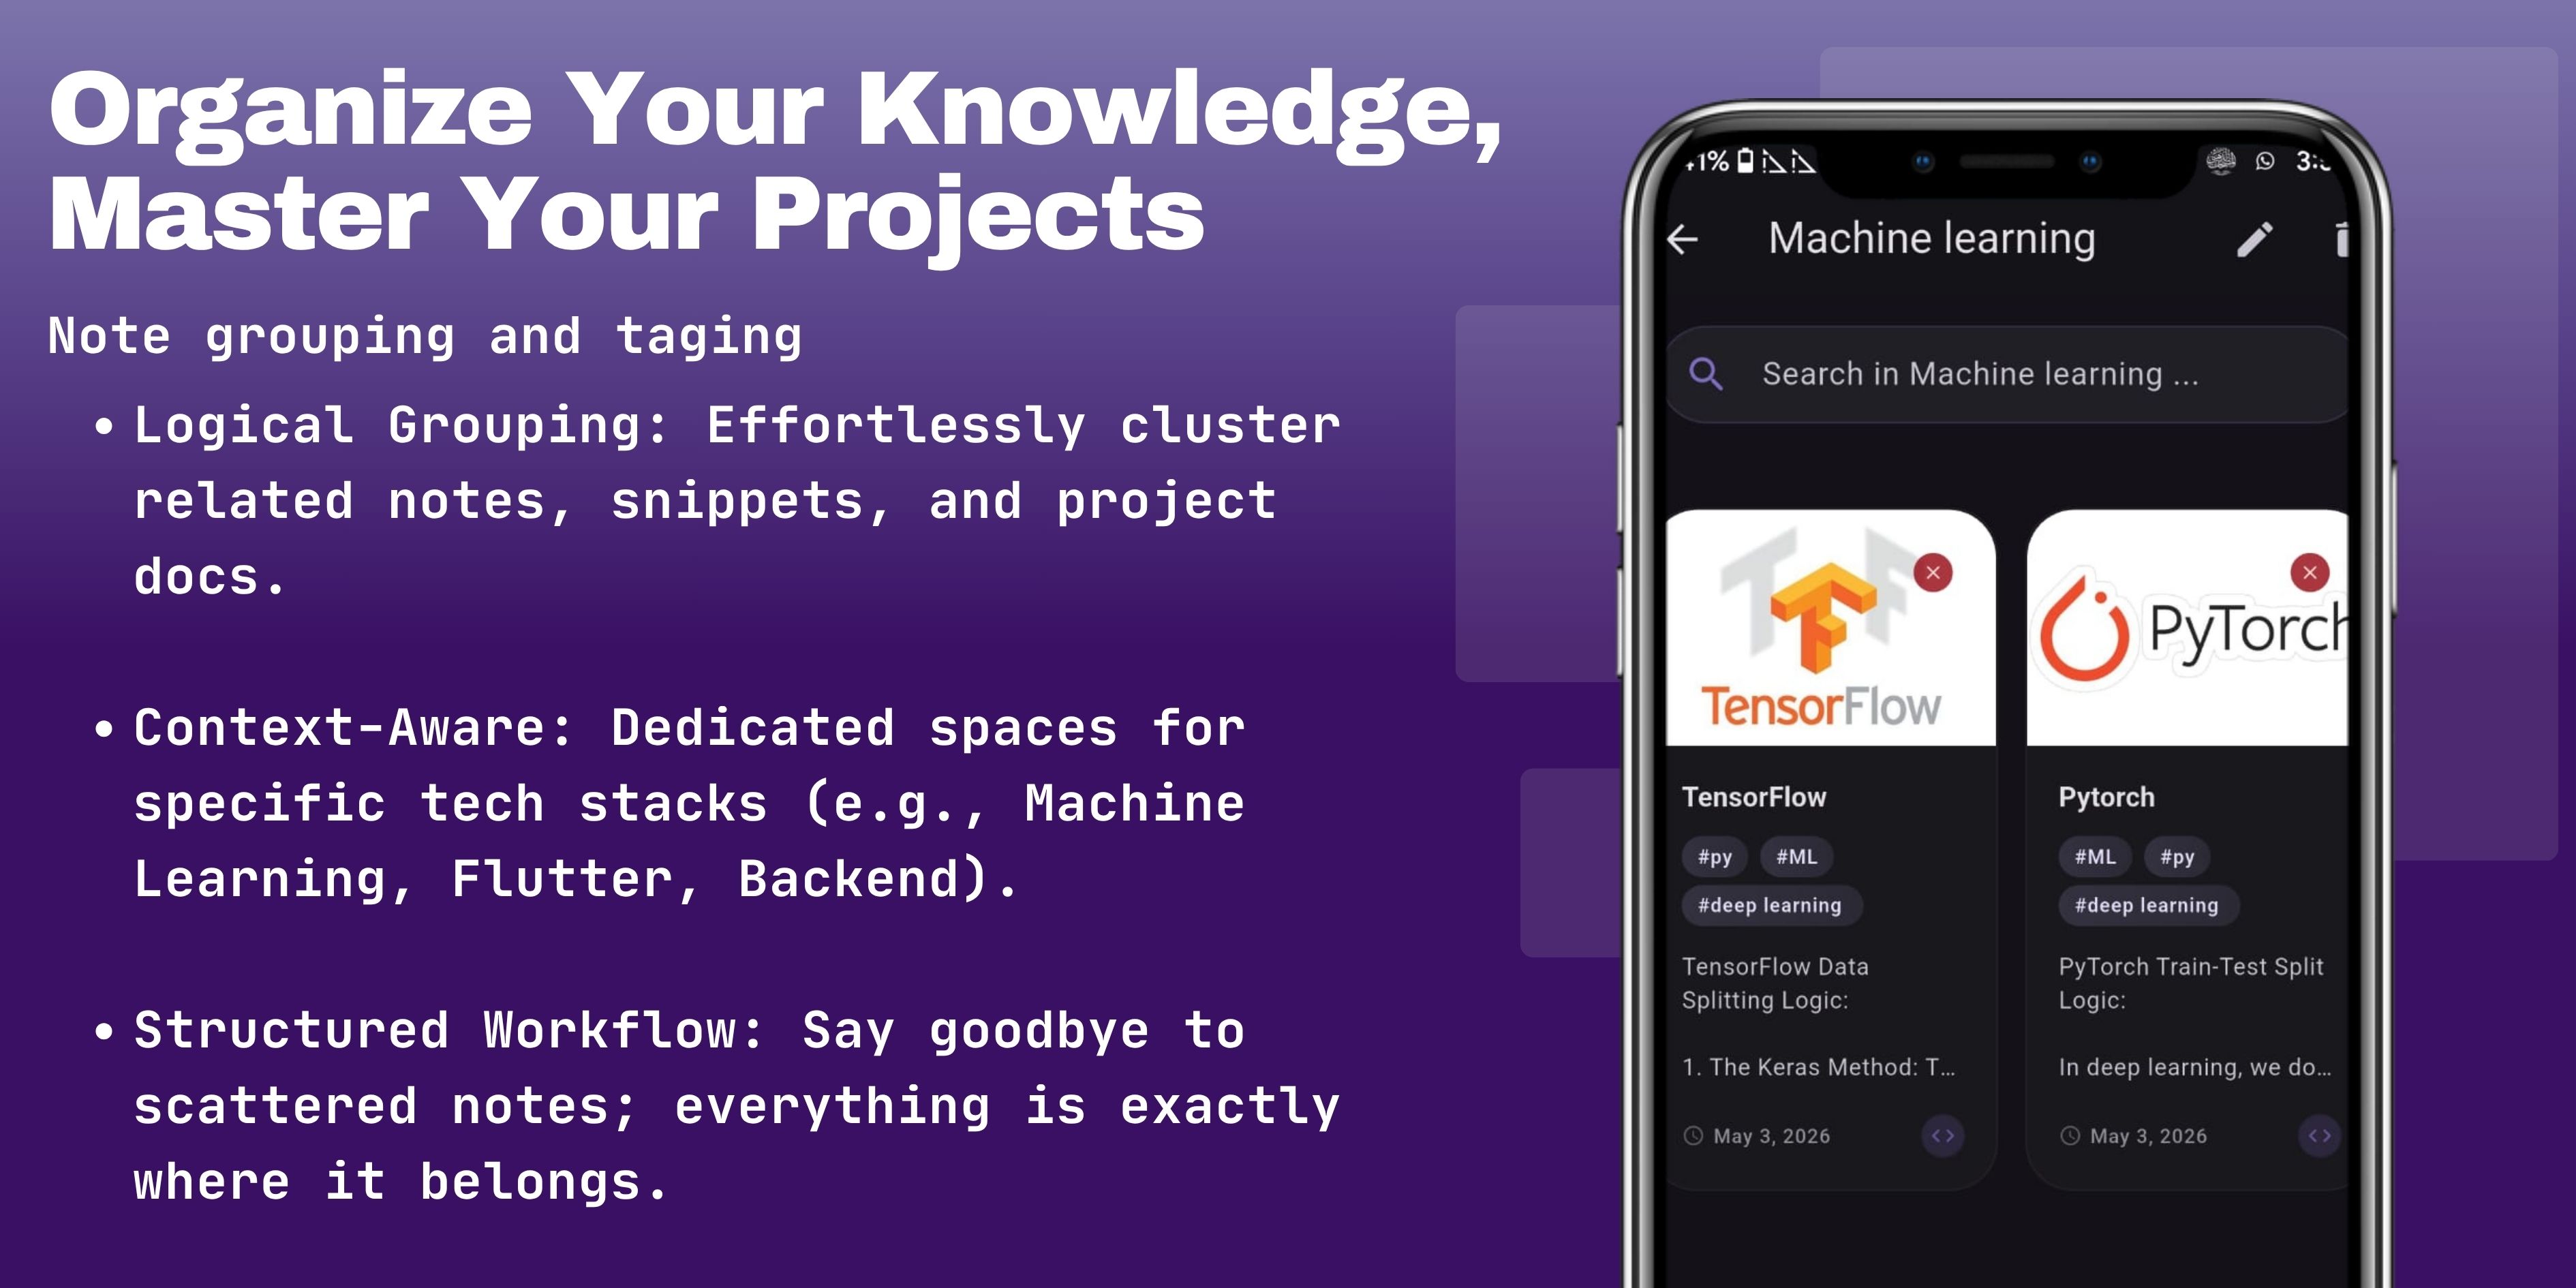 Organize Your Knowledge,
Master Your Projects
Note grouping and taging
• Logical Grouping: Effortlessly cluster
related notes, snippets, and project
docs.
• Context-Aware: Dedicated spaces for
specific tech stacks (e.g., Machine
Learning, Flutter, Backend).
• Structured Workflow: Say goodbye to
scattered notes; everything is exactly
where it belongs.
Machine learning
Search in Machine learning ...
TensorFlow
TensorFlow
#py #ML
#deep learning
TensorFlow Data
Splitting Logic:
1. The Keras Method: T...
May 3, 2026
PyTorch
Pytorch
#ML #py
#deep learning
PyTorch Train-Test Split
Logic:
In deep learning, we do...
May 3, 2026